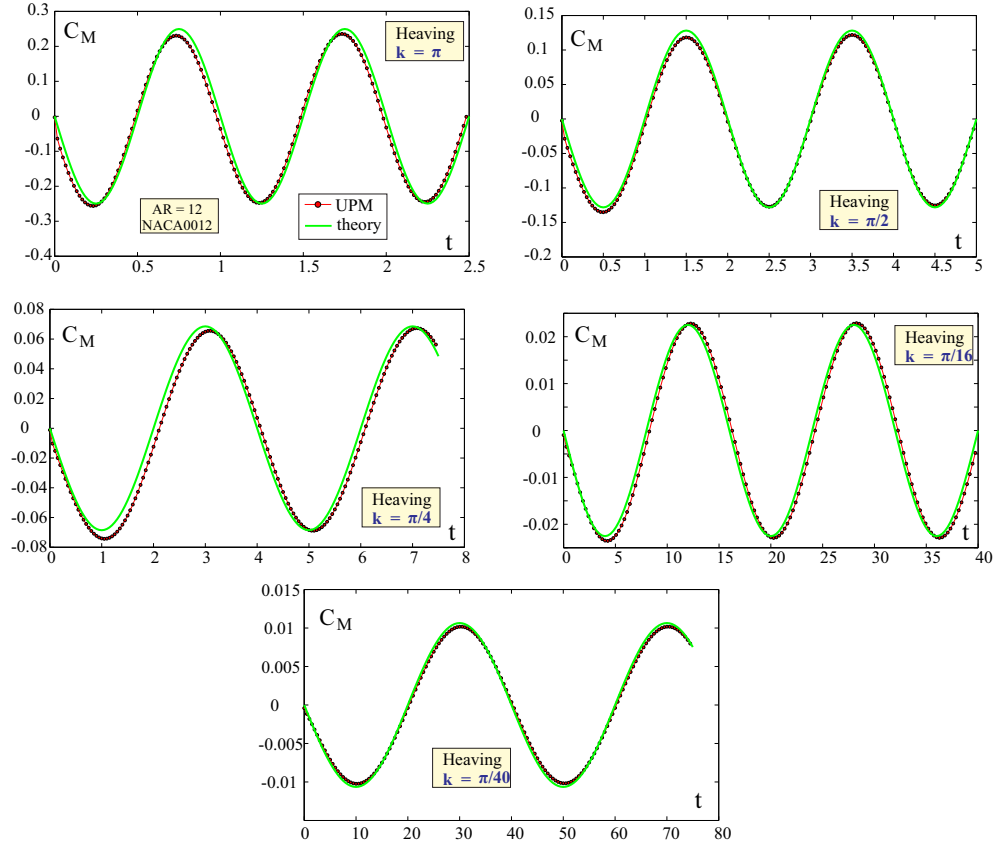 C_M
Heaving
k = π
AR = 12
NACA0012
UPM
theory
t
0.3
0.2
0.1
0
-0.1
-0.2
-0.3
-0.4
0 0.5 1 1.5 2 2.5
C_M
Heaving
k = π/2
t
0.15
0.1
0.05
0
-0.05
-0.1
-0.15
-0.2
0 0.5 1 1.5 2 2.5 3 3.5 4 4.5 5
C_M
Heaving
k = π/4
t
0.08
0.06
0.04
0.02
0
-0.02
-0.04
-0.06
-0.08
0 1 2 3 4 5 6 7 8
C_M
Heaving
k = π/16
t
0.02
0.01
0
-0.01
-0.02
0 5 10 15 20 25 30 35 40
C_M
Heaving
k = π/40
t
0.015
0.01
0.005
0
-0.005
-0.01
0 10 20 30 40 50 60 70 80